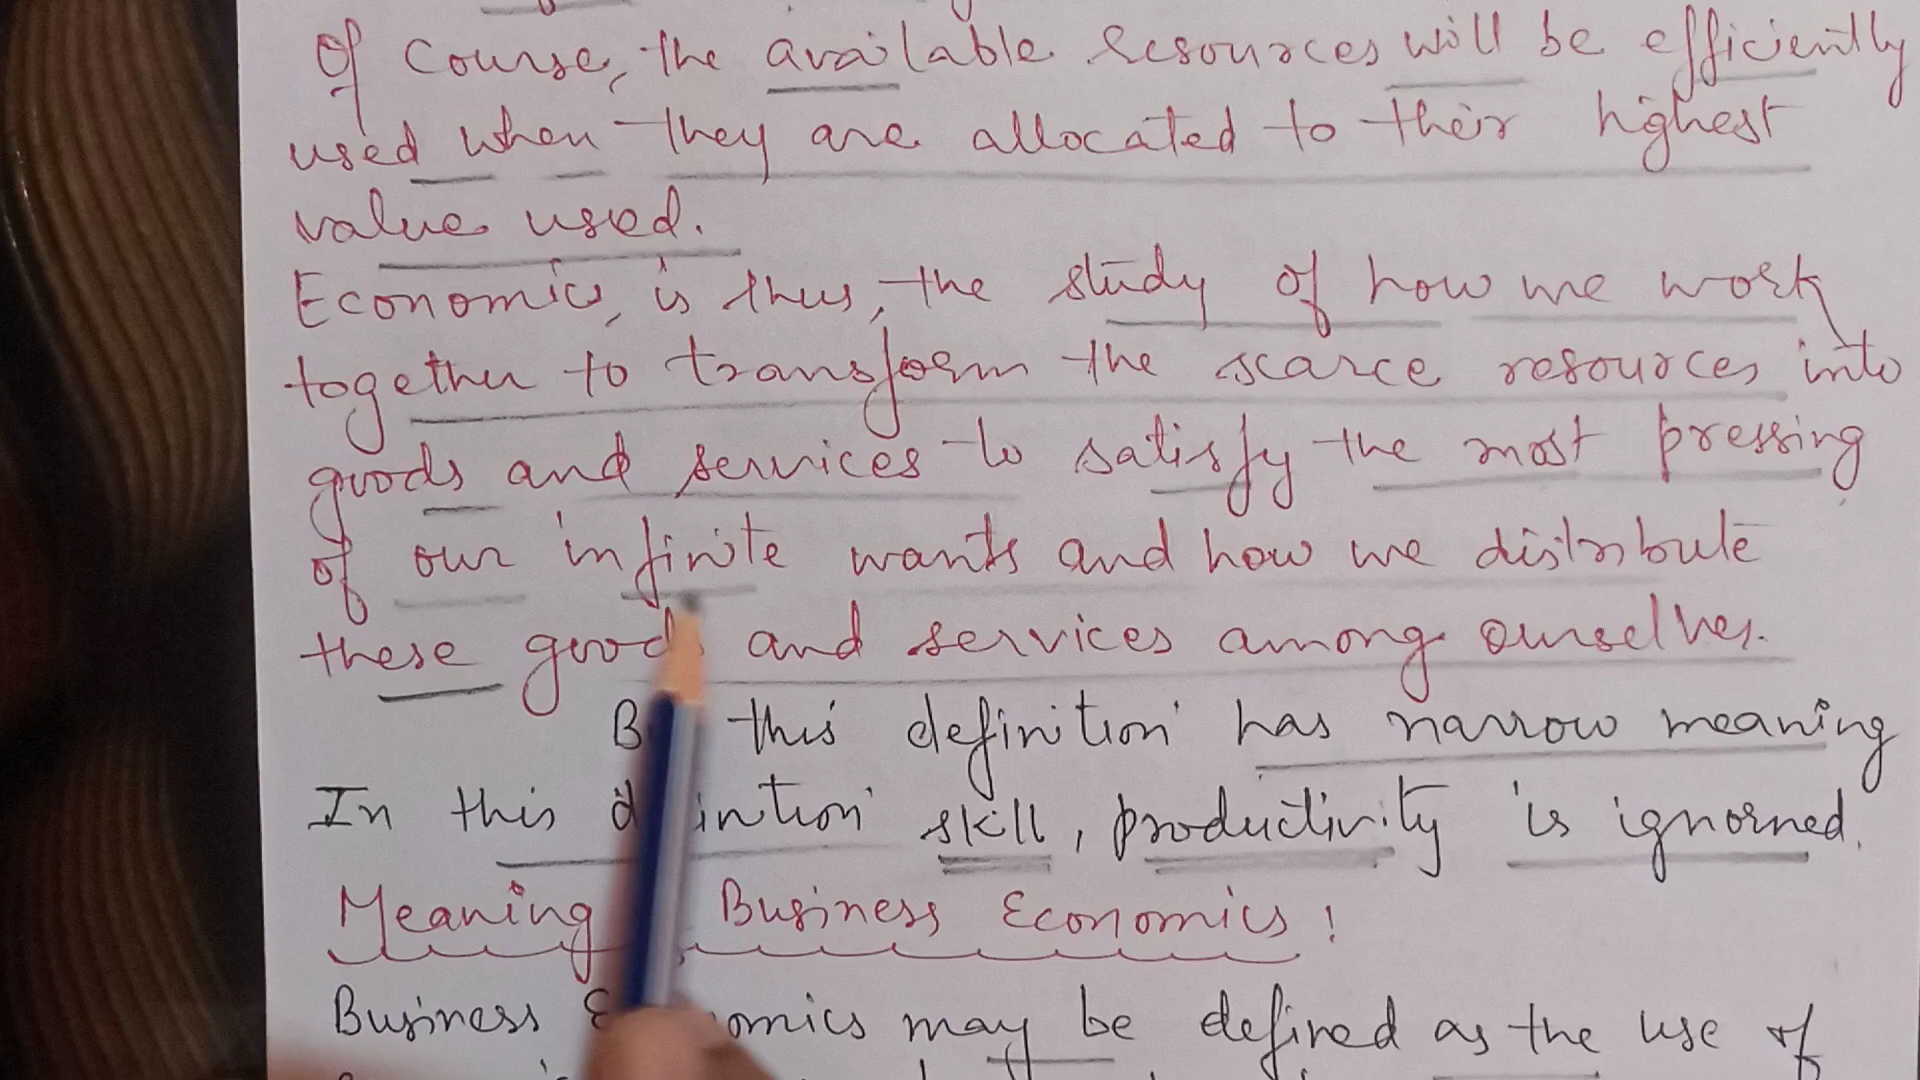 Of course, the available resources will be efficiently
used when they are allocated to their highest
value used.
Economics, is thus, the study of how we work
together to transform the scarce resources into
goods and services to satisfy the most pressing
of our infinite wants and how we distribute
these goods and services among ourselves.
this definition has narrow meaning
In this skill, productivity is ignorned.
Meaning Business Economics!
Business may be defined as the use of